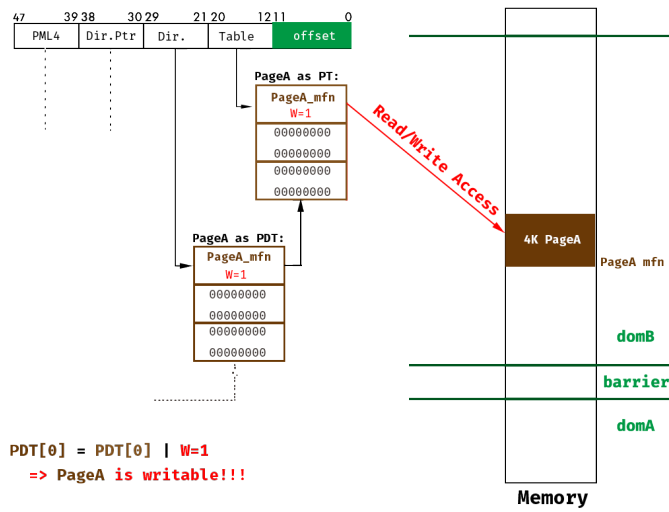 47 39 38 30 29 21 20 12 11 0
PML4 Dir.Ptr Dir. Table offset
PageA as PT:
PageA_mfn
W=1
00000000
00000000
00000000
00000000
Read/Write Access
PageA as PDT:
PageA_mfn
W=1
00000000
00000000
00000000
00000000
4K PageA
PageA mfn
domB
barrier
domA
PDT[0] = PDT[0] | W=1
=> PageA is writable!!!
Memory